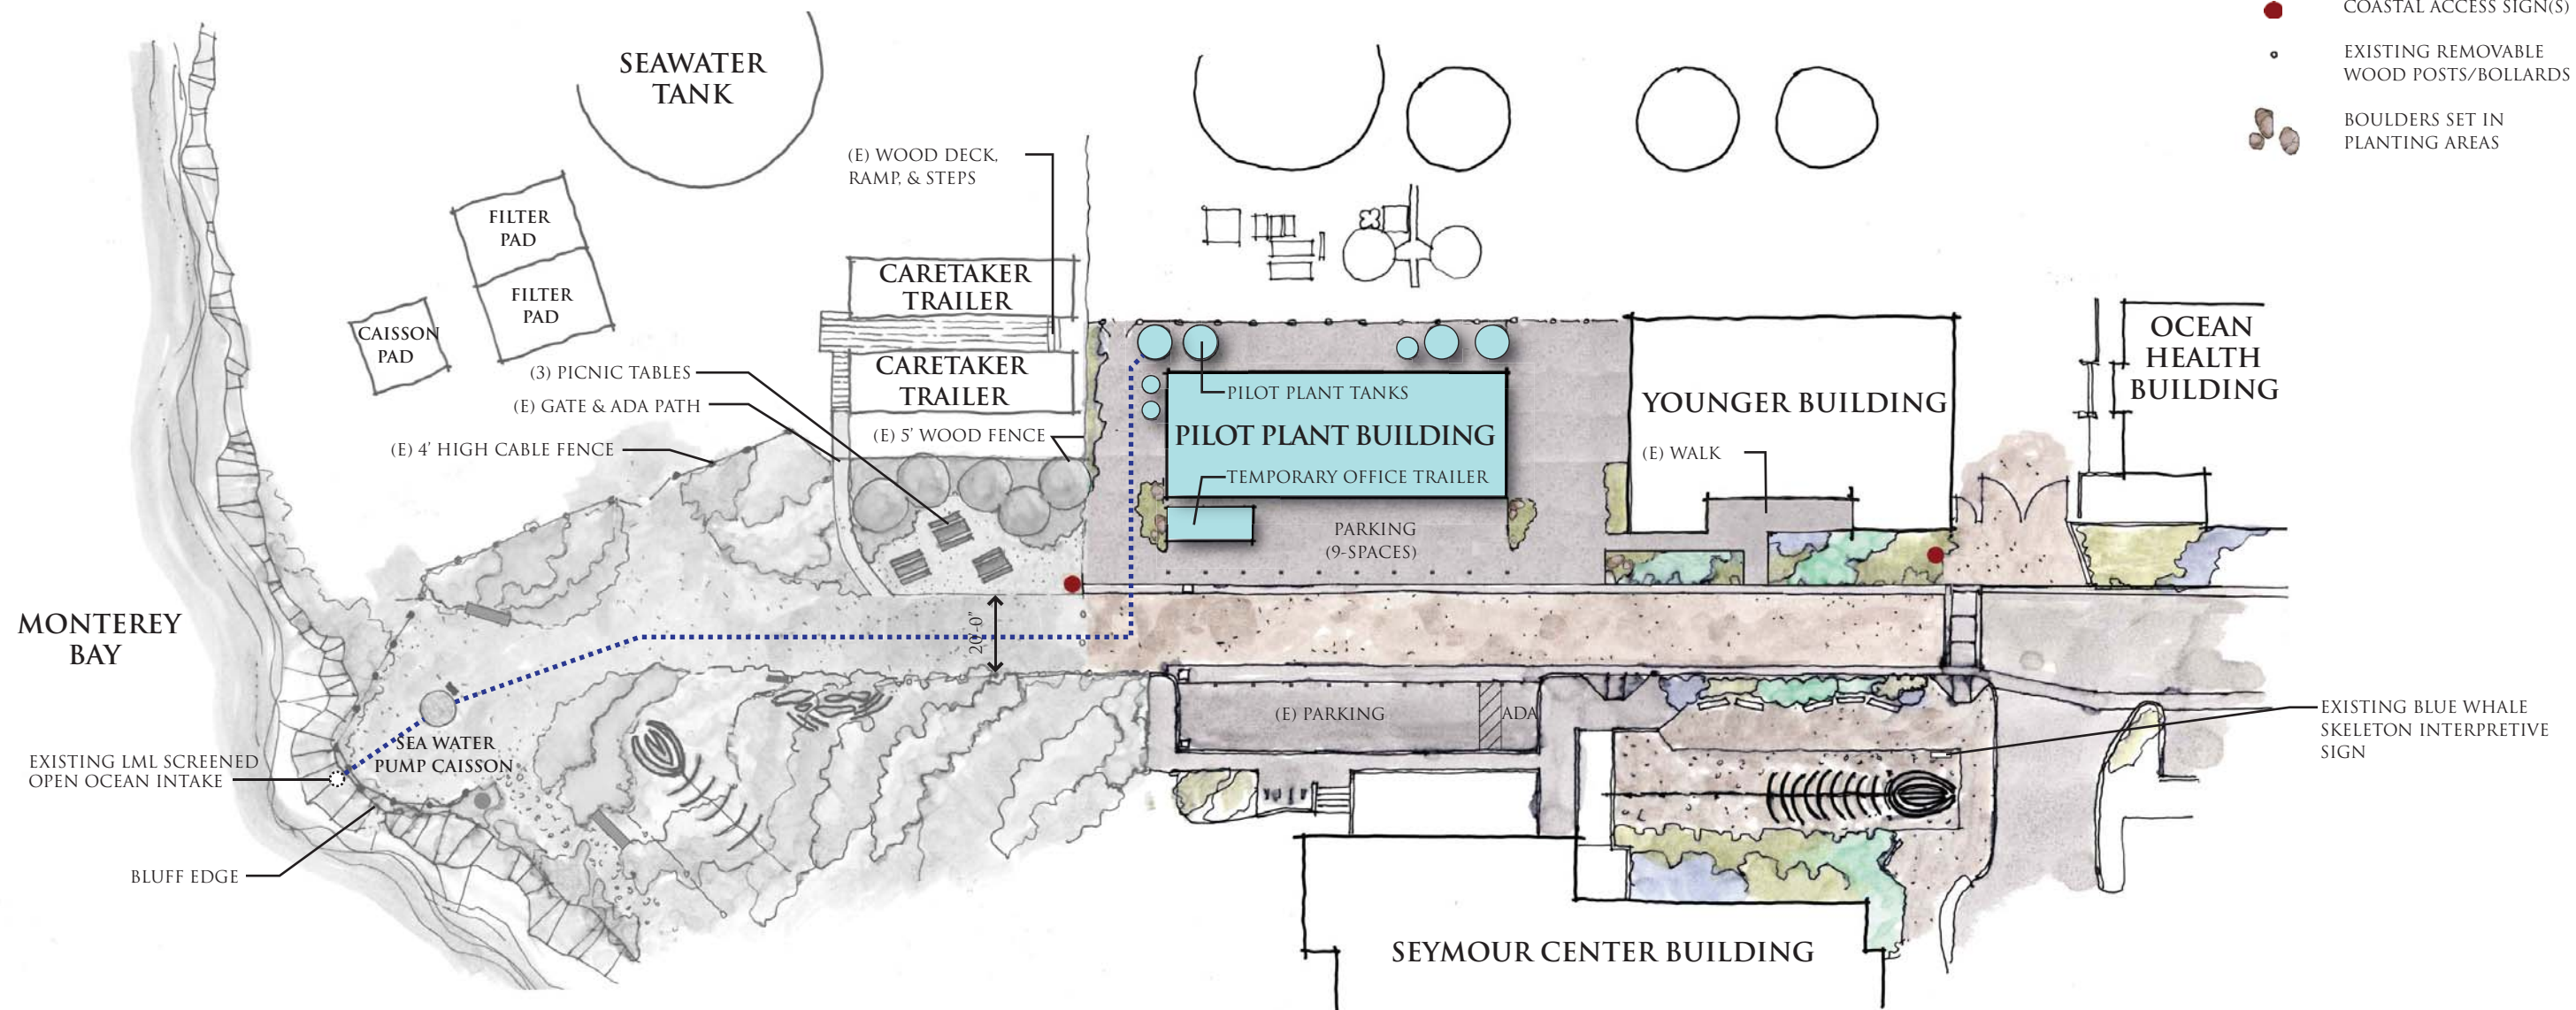 COASTAL ACCESS SIGN(S)
EXISTING REMOVABLE
WOOD POSTS/BOLLARDS
BOULDERS SET IN
PLANTING AREAS
SEAWATER
TANK
(E) WOOD DECK,
RAMP, & STEPS
FILTER
PAD
FILTER
PAD
CAISSON
PAD
CARETAKER
TRAILER
CARETAKER
TRAILER
(3) PICNIC TABLES
(E) GATE & ADA PATH
(E) 5' WOOD FENCE
(E) 4' HIGH CABLE FENCE
PILOT PLANT TANKS
PILOT PLANT BUILDING
TEMPORARY OFFICE TRAILER
PARKING
(9-SPACES)
YOUNGER BUILDING
(E) WALK
OCEAN
HEALTH
BUILDING
MONTEREY
BAY
20'-0"
SEA WATER
PUMP CAISSON
EXISTING LML SCREENED
OPEN OCEAN INTAKE
BLUFF EDGE
(E) PARKING
ADA
EXISTING BLUE WHALE
SKELETON INTERPRETIVE
SIGN
SEYMOUR CENTER BUILDING